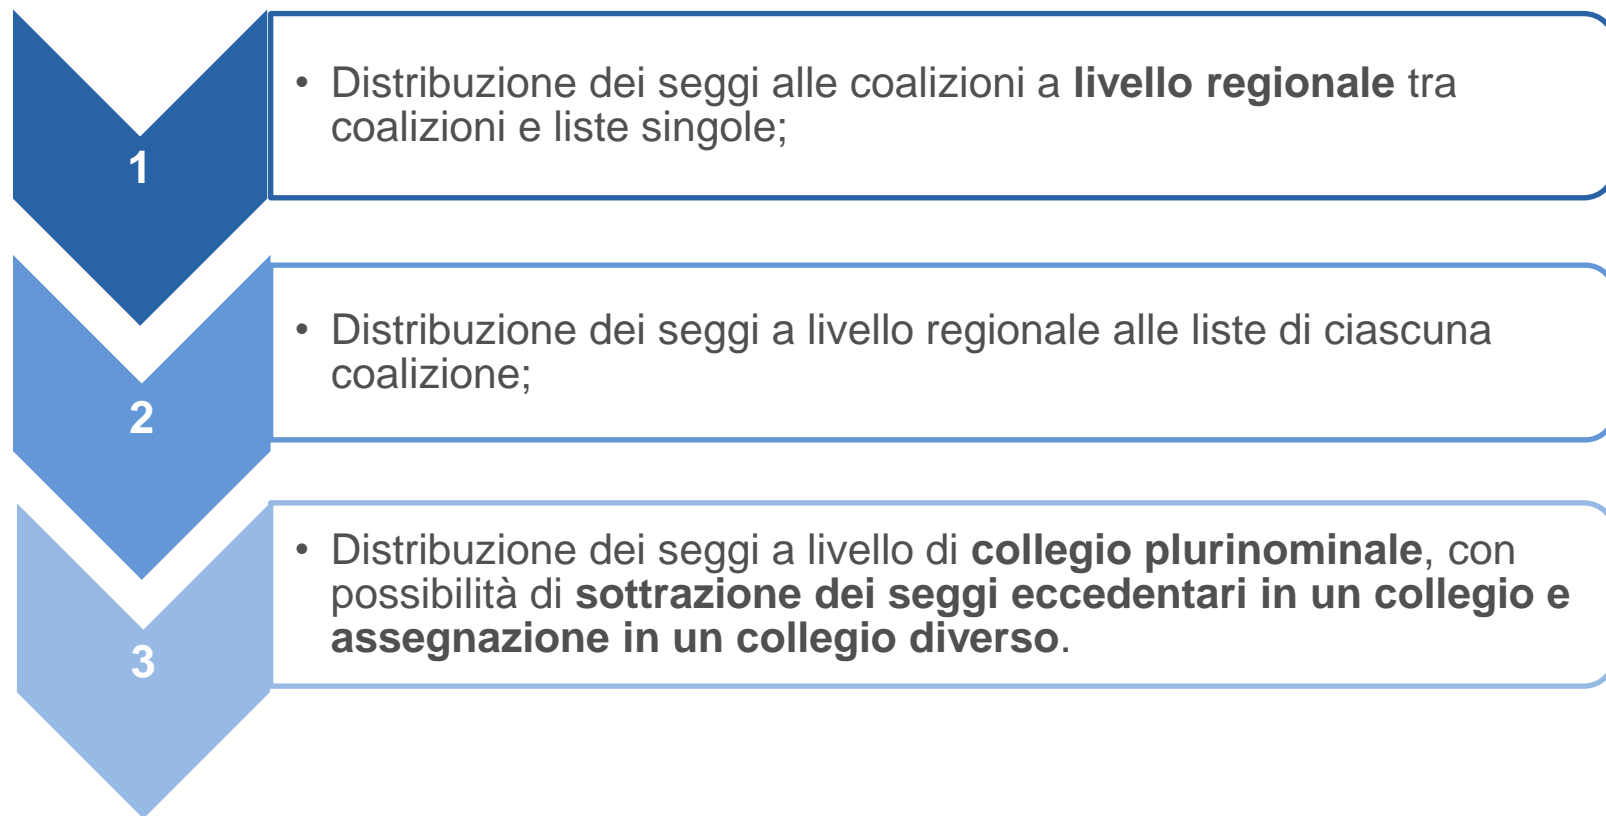 1
• Distribuzione dei seggi alle coalizioni a livello regionale tra
coalizioni e liste singole;
2
• Distribuzione dei seggi a livello regionale alle liste di ciascuna
coalizione;
3
• Distribuzione dei seggi a livello di collegio plurinominale, con
possibilità di sottrazione dei seggi eccedentari in un collegio e
assegnazione in un collegio diverso.